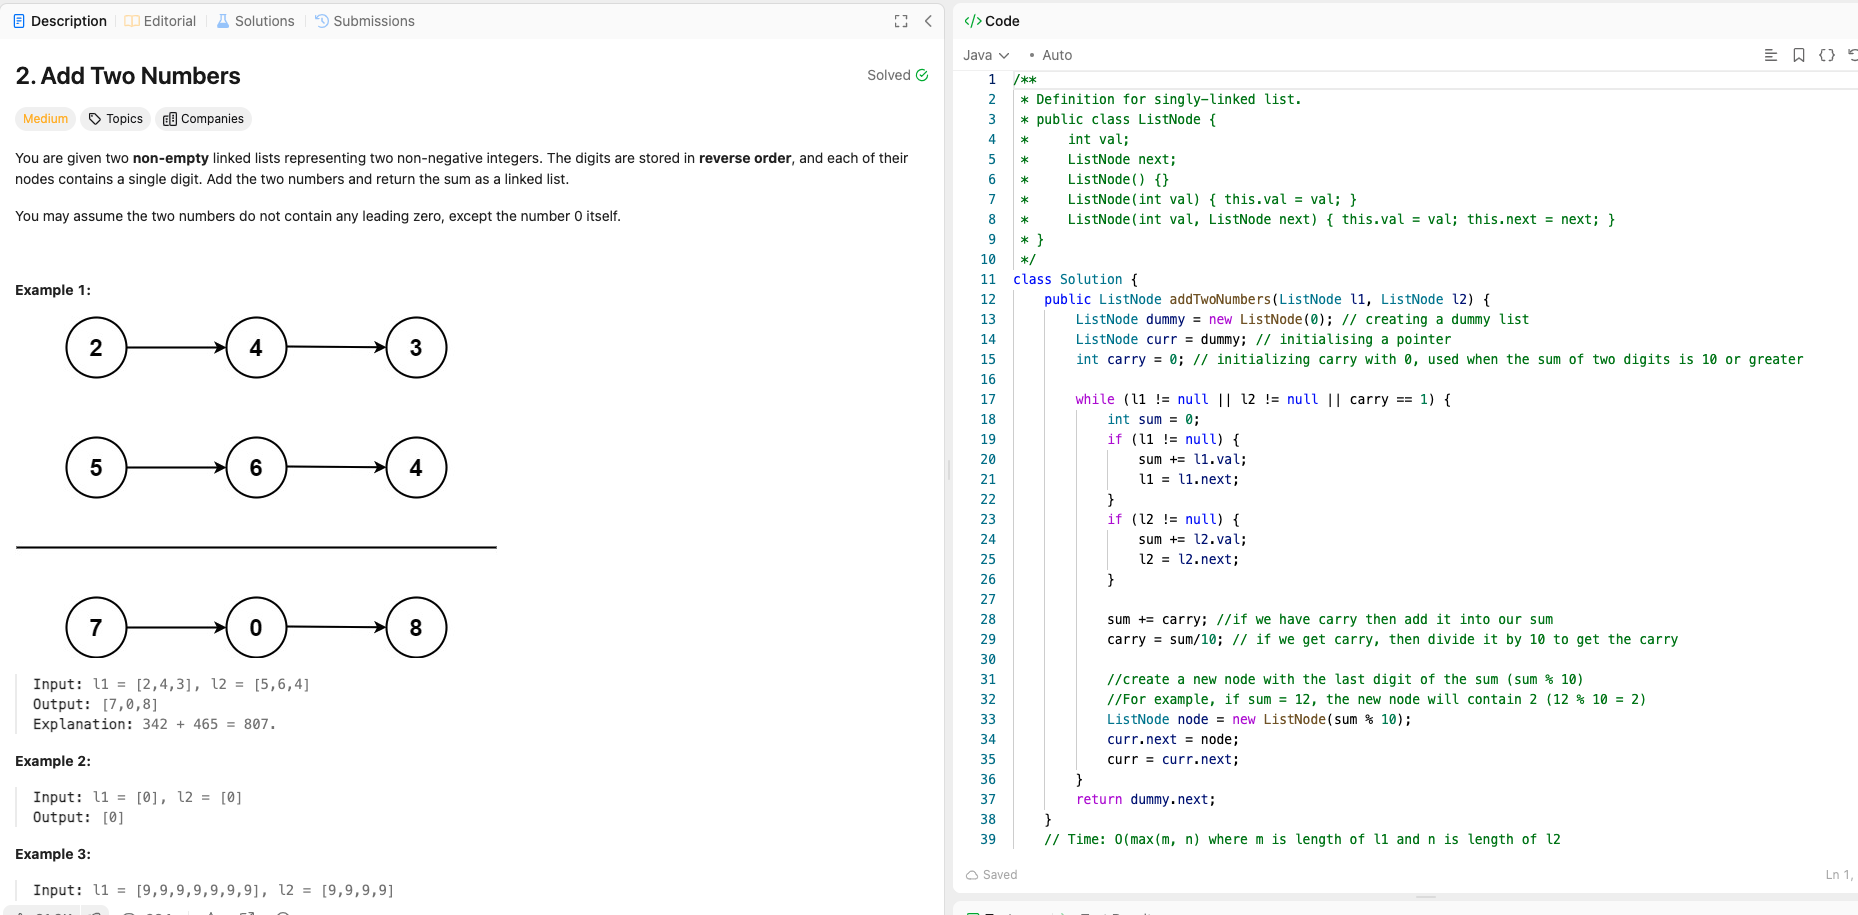 Description
Editorial
Solutions
Submissions
2. Add Two Numbers
Solved
Medium
Topics
Companies
You are given two non-empty linked lists representing two non-negative integers. The digits are stored in reverse order, and each of their
nodes contains a single digit. Add the two numbers and return the sum as a linked list.
You may assume the two numbers do not contain any leading zero, except the number 0 itself.
Example 1:
2 4 3
5 6 4
7 0 8
Input: l1 = [2,4,3], l2 = [5,6,4]
Output: [7,0,8]
Explanation: 342 + 465 = 807.
Example 2:
Input: l1 = [0], l2 = [0]
Output: [0]
Example 3:
Input: l1 = [9,9,9,9,9,9,9], l2 = [9,9,9,9]
</> Code
Java • Auto
1 /**
2  * Definition for singly-linked list.
3  * public class ListNode {
4  *     int val;
5  *     ListNode next;
6  *     ListNode() {}
7  *     ListNode(int val) { this.val = val; }
8  *     ListNode(int val, ListNode next) { this.val = val; this.next = next; }
9  * }
10  */
11 class Solution {
12     public ListNode addTwoNumbers(ListNode l1, ListNode l2) {
13         ListNode dummy = new ListNode(0); // creating a dummy list
14         ListNode curr = dummy; // initialising a pointer
15         int carry = 0; // initializing carry with 0, used when the sum of two digits is 10 or greater
16
17         while (l1 != null || l2 != null || carry == 1) {
18             int sum = 0;
19             if (l1 != null) {
20                 sum += l1.val;
21                 l1 = l1.next;
22             }
23             if (l2 != null) {
24                 sum += l2.val;
25                 l2 = l2.next;
26             }
27
28             sum += carry; //if we have carry then add it into our sum
29             carry = sum/10; // if we get carry, then divide it by 10 to get the carry
30
31             //create a new node with the last digit of the sum (sum % 10)
32             //For example, if sum = 12, the new node will contain 2 (12 % 10 = 2)
33             ListNode node = new ListNode(sum % 10);
34             curr.next = node;
35             curr = curr.next;
36         }
37         return dummy.next;
38     }
39     // Time: O(max(m, n) where m is length of l1 and n is length of l2
Saved
Ln 1,